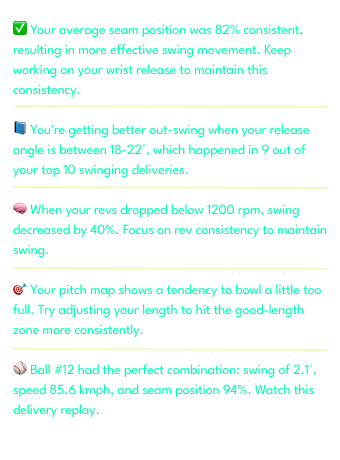 ✅ Your average seam position was 82% consistent,
resulting in more effective swing movement. Keep
working on your wrist release to maintain this
consistency.
📘 You're getting better out-swing when your release
angle is between 18-22°, which happened in 9 out of
your top 10 swinging deliveries.
🧠 When your revs dropped below 1200 rpm, swing
decreased by 40%. Focus on rev consistency to maintain
swing.
🎯 Your pitch map shows a tendency to bowl a little too
full. Try adjusting your length to hit the good-length
zone more consistently.
⚾ Ball #12 had the perfect combination: swing of 2.1°,
speed 85.6 kmph, and seam position 94%. Watch this
delivery replay.